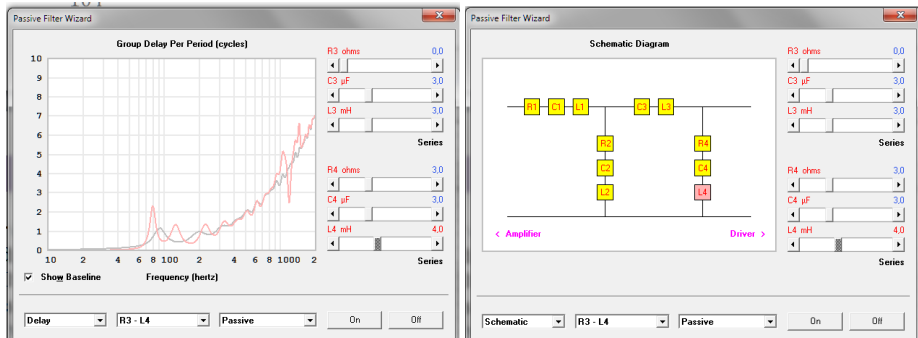 Passive Filter Wizard
Group Delay Per Period (cycles)
10
9
8
7
6
5
4
3
2
1
0
10 2 4 6 8 100 2 4 6 8 1000 2
Show Baseline
Frequency (hertz)
R3 ohms 0,0
C3 µF 3,0
L3 mH 3,0
Series
R4 ohms 3,0
C4 µF 3,0
L4 mH 4,0
Series
Delay R3 - L4 Passive On Off
Passive Filter Wizard
Schematic Diagram
R1 C1 L1 C3 L3
R2 R4
C2 C4
L2 L4
< Amplifier Driver >
R3 ohms 0,0
C3 µF 3,0
L3 mH 3,0
Series
R4 ohms 3,0
C4 µF 3,0
L4 mH 4,0
Series
Schematic R3 - L4 Passive On Off